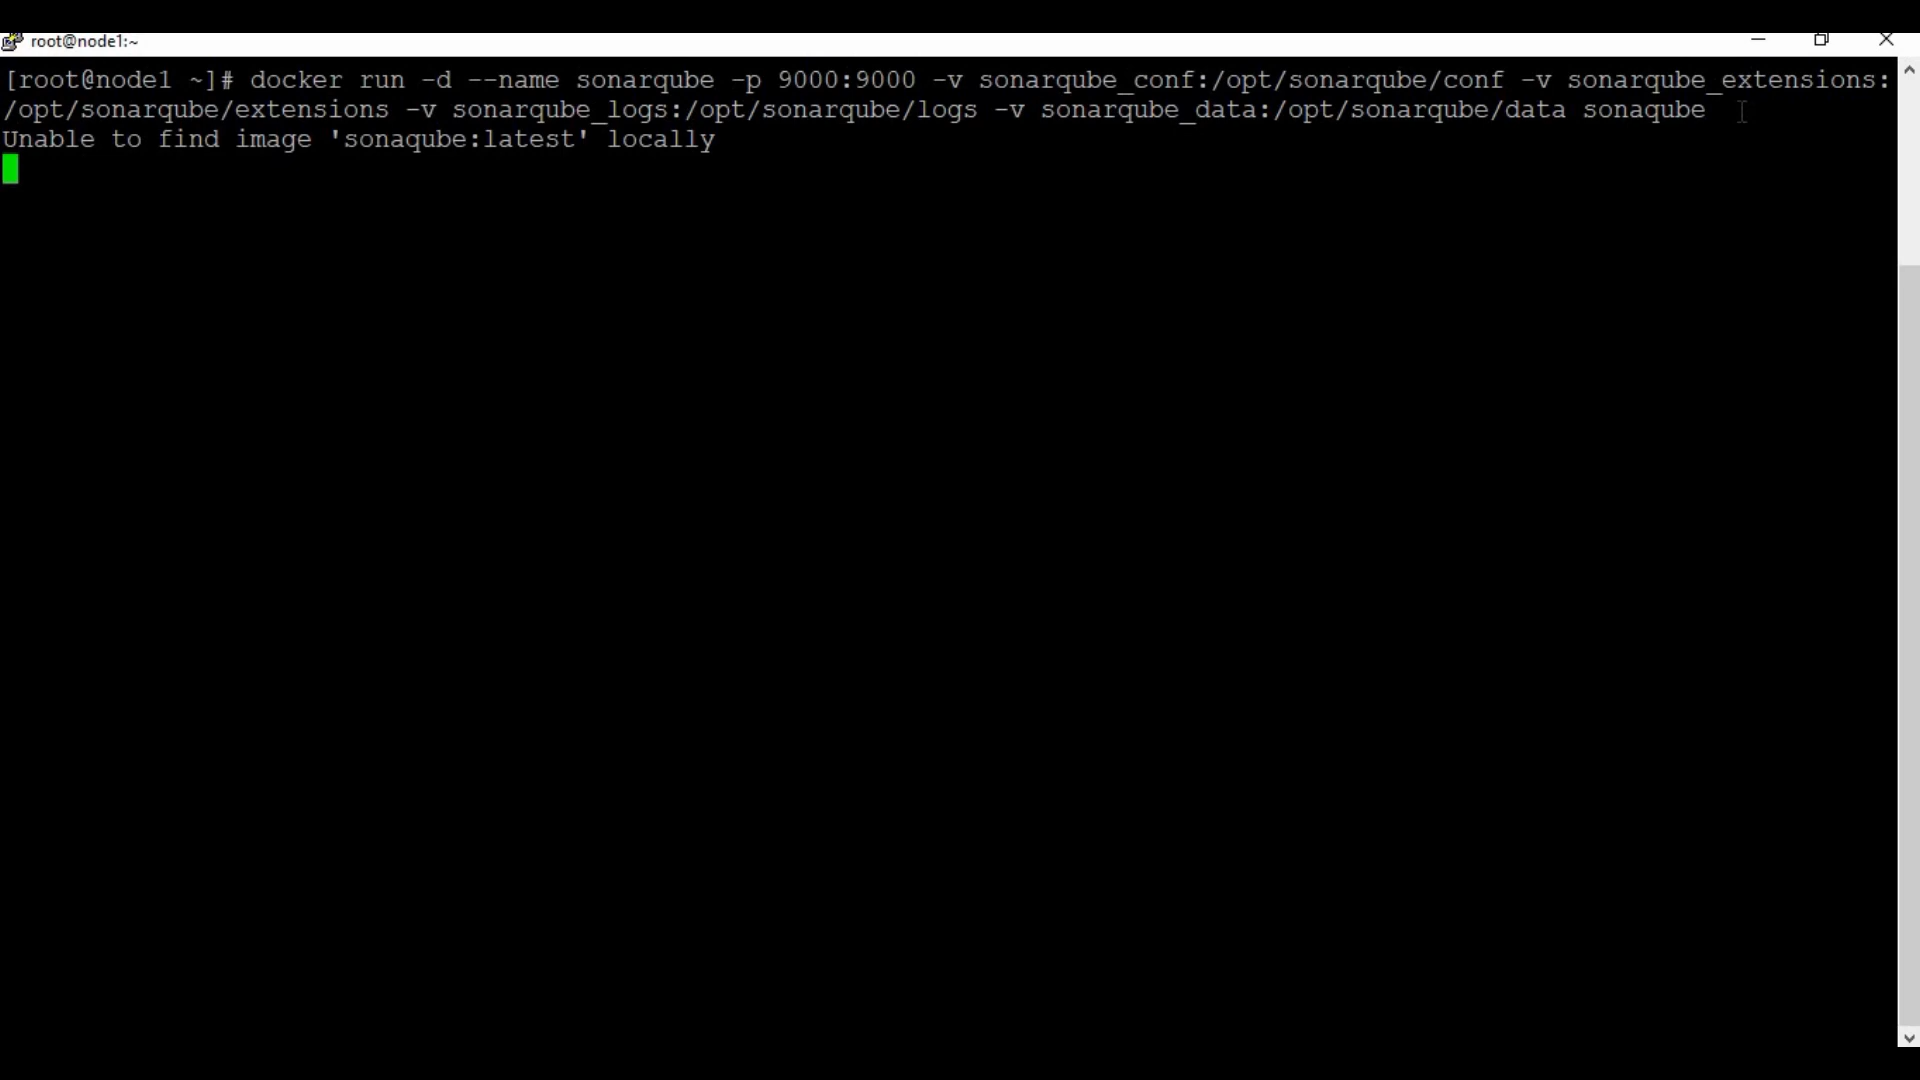 root@node1:~
[root@node1 ~]# docker run -d --name sonarqube -p 9000:9000 -v sonarqube_conf:/opt/sonarqube/conf -v sonarqube_extensions:
/opt/sonarqube/extensions -v sonarqube_logs:/opt/sonarqube/logs -v sonarqube_data:/opt/sonarqube/data sonaqube
Unable to find image 'sonaqube:latest' locally